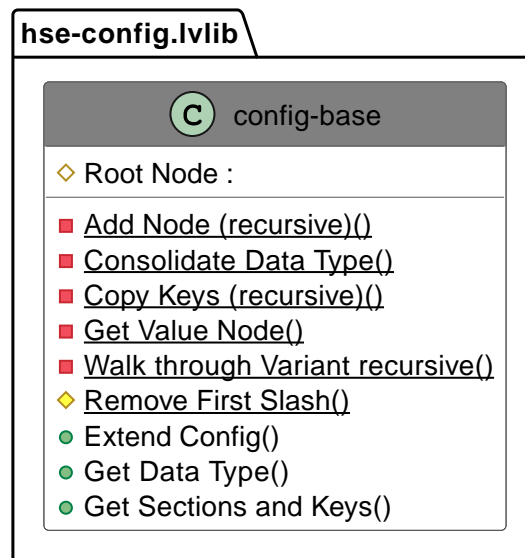 hse-config.lvlib
C config-base
Root Node :
Add Node (recursive)()
Consolidate Data Type()
Copy Keys (recursive)()
Get Value Node()
Walk through Variant recursive()
Remove First Slash()
Extend Config()
Get Data Type()
Get Sections and Keys()